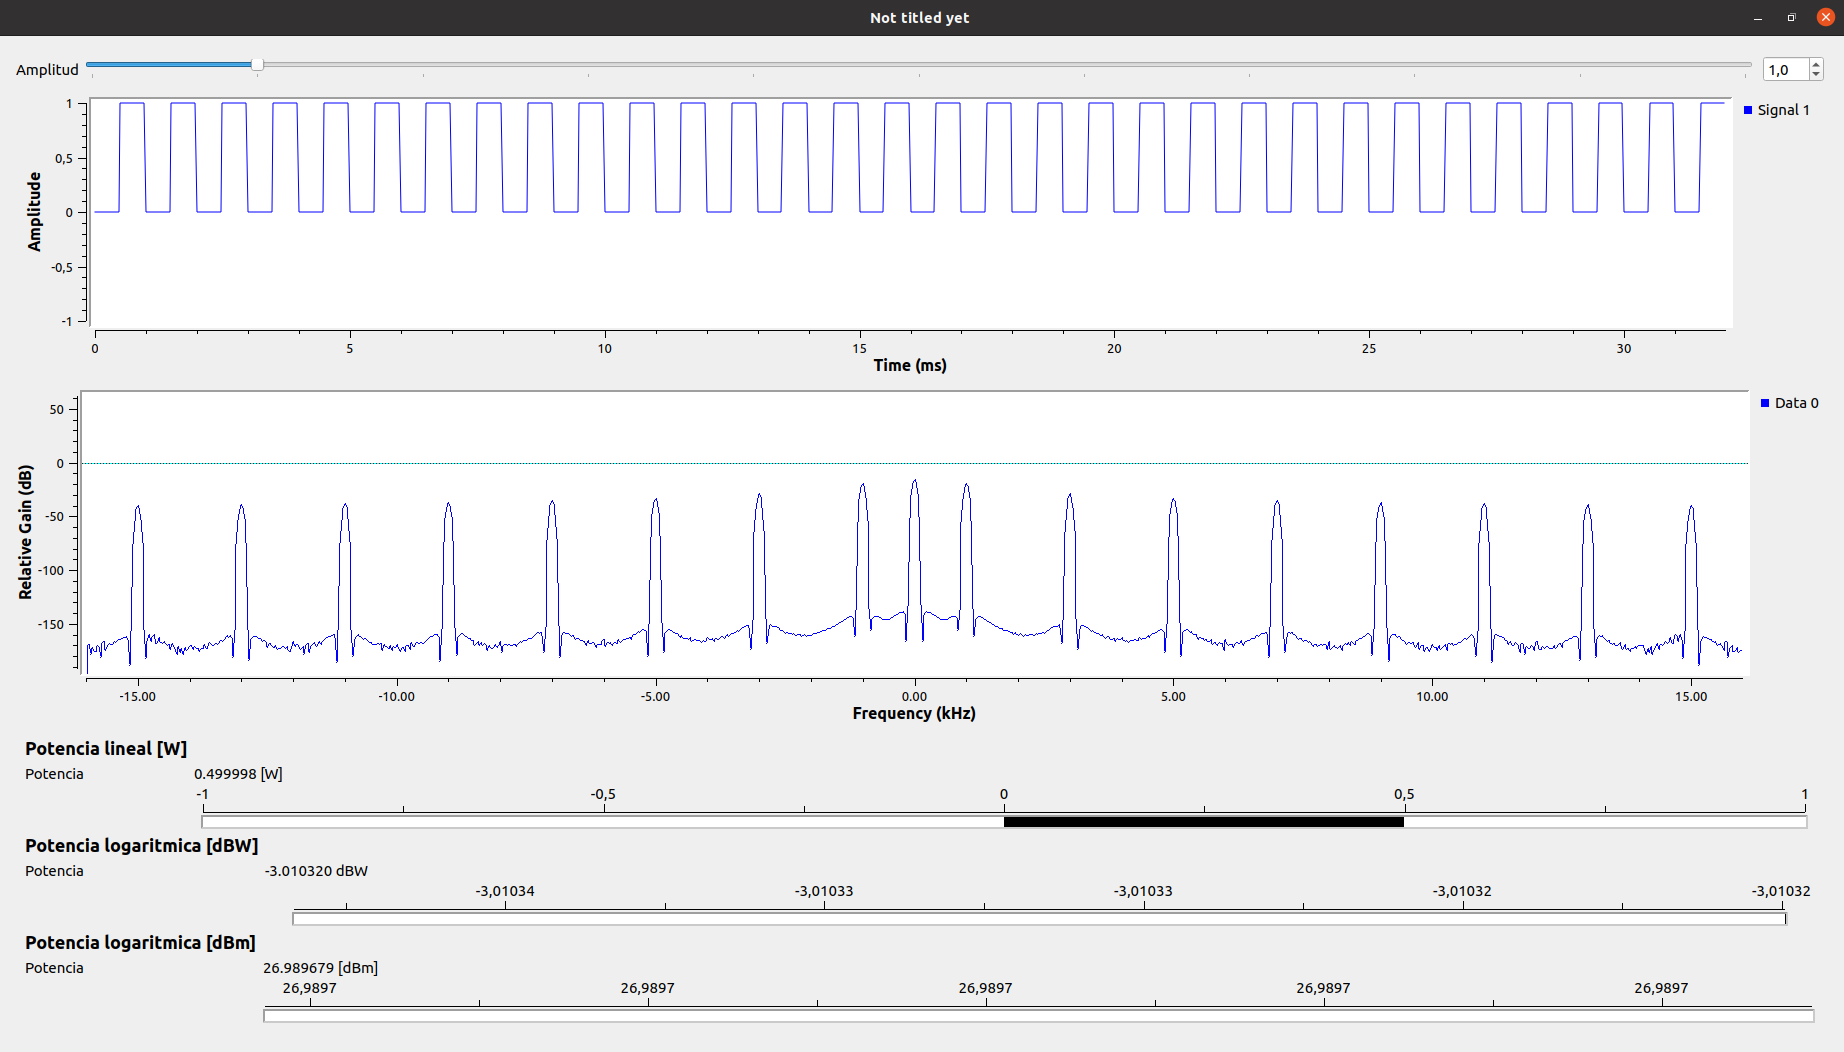 Not titled yet
Amplitud 1,0
1
0,5
0
-0,5
-1
Amplitude
Signal 1
0 5 10 15 20 25 30
Time (ms)
50
0
-50
-100
-150
Relative Gain (dB)
Data 0
-15.00 -10.00 -5.00 0.00 5.00 10.00 15.00
Frequency (kHz)
Potencia lineal [W]
Potencia 0.499998 [W]
-1 -0,5 0 0,5 1
Potencia logaritmica [dBW]
Potencia -3.010320 dBW
-3,01034 -3,01033 -3,01033 -3,01032 -3,01032
Potencia logaritmica [dBm]
Potencia 26.989679 [dBm]
26,9897 26,9897 26,9897 26,9897 26,9897